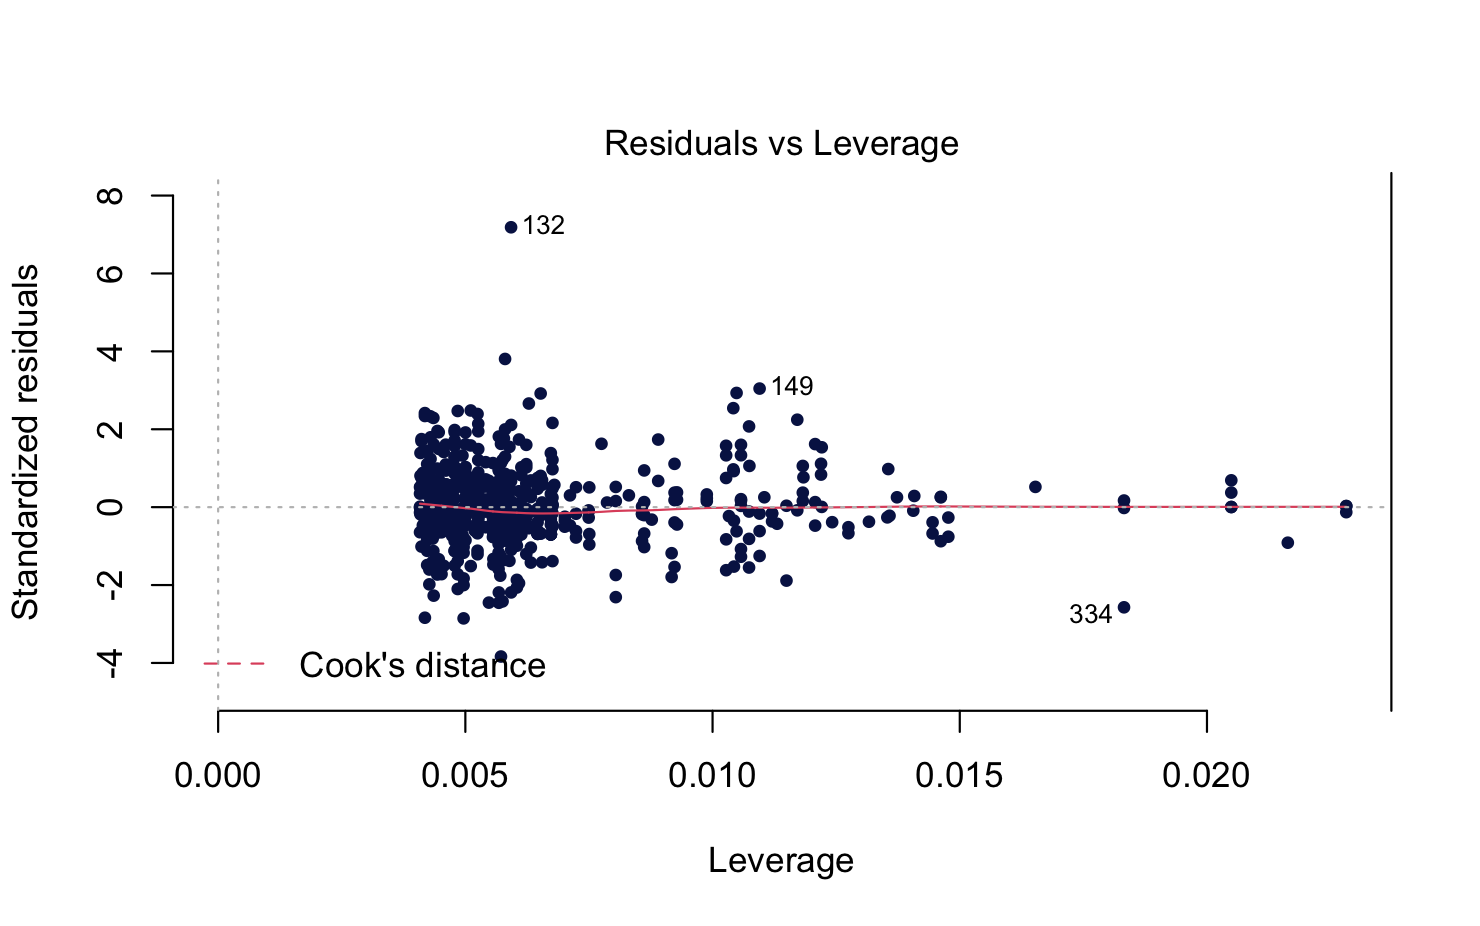 Residuals vs Leverage
Standardized residuals
8
6
4
2
0
-2
-4
132
149
334
Cook's distance
0.000 0.005 0.010 0.015 0.020
Leverage